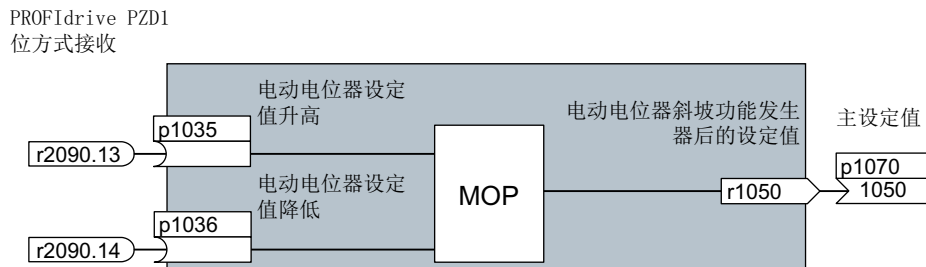 PROFIdrive PZD1
位方式接收
电动电位器设定
值升高
p1035
r2090.13
电动电位器设定
值降低
p1036
r2090.14
MOP
电动电位器斜坡功能发生
器后的设定值
r1050
主设定值
p1070
1050